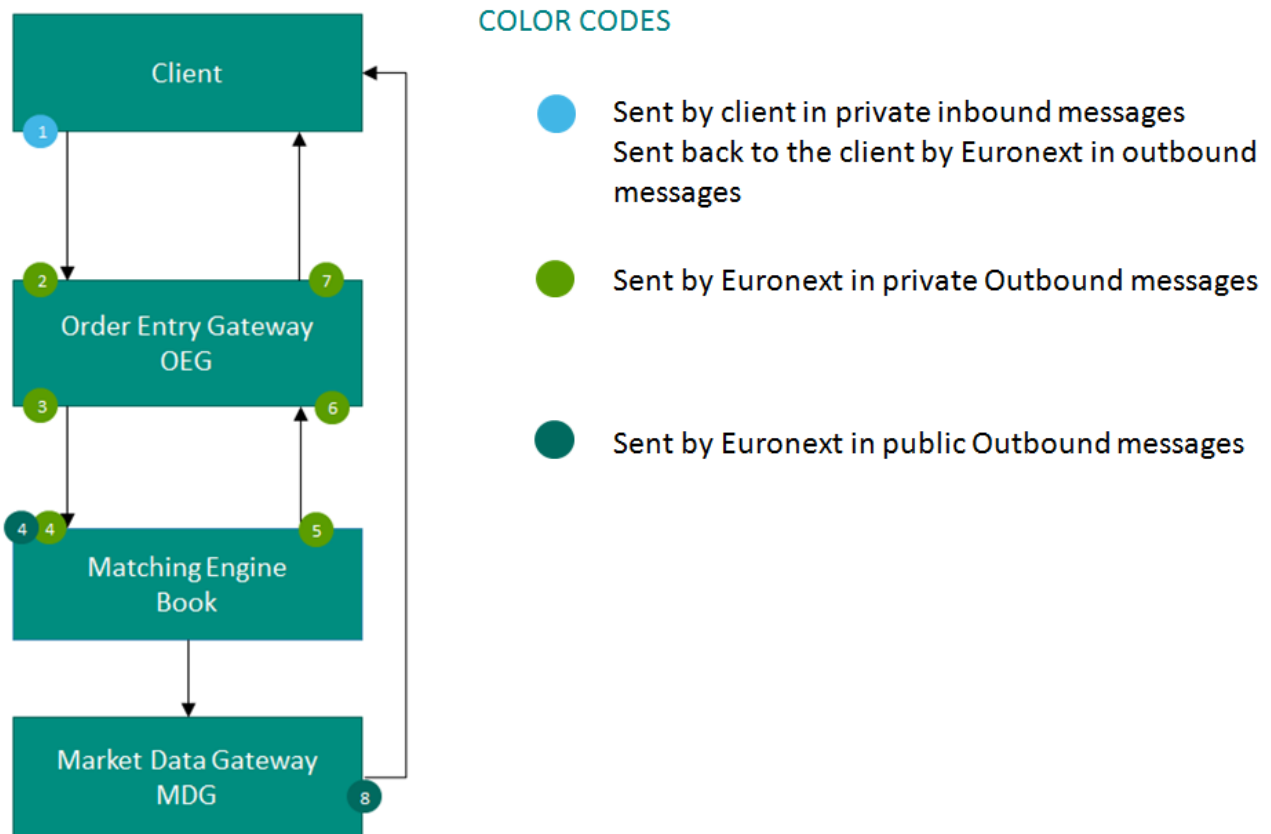 COLOR CODES
Client
1
Sent by client in private inbound messages
Sent back to the client by Euronext in outbound
messages
2
7
Sent by Euronext in private Outbound messages
Order Entry Gateway
OEG
3
6
Sent by Euronext in public Outbound messages
4
4
5
Matching Engine
Book
Market Data Gateway
MDG
8